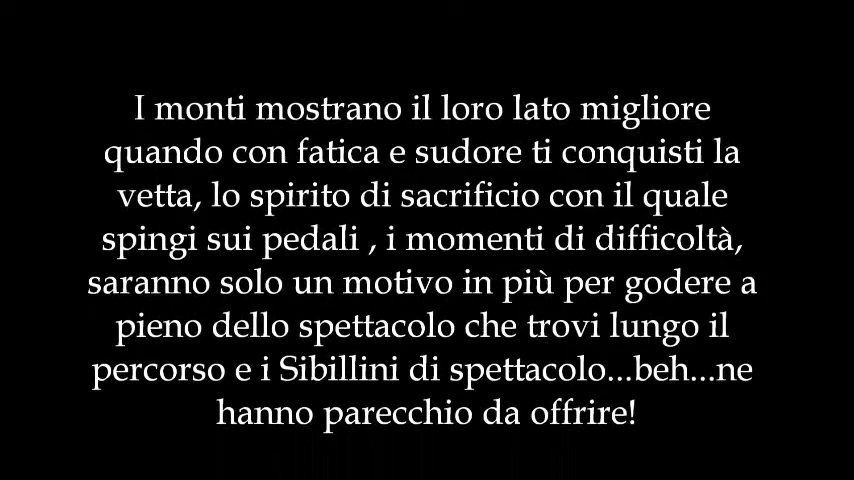 I monti mostrano il loro lato migliore
quando con fatica e sudore ti conquisti la
vetta, lo spirito di sacrificio con il quale
spingi sui pedali , i momenti di difficoltà,
saranno solo un motivo in più per godere a
pieno dello spettacolo che trovi lungo il
percorso e i Sibillini di spettacolo...beh...ne
hanno parecchio da offrire!